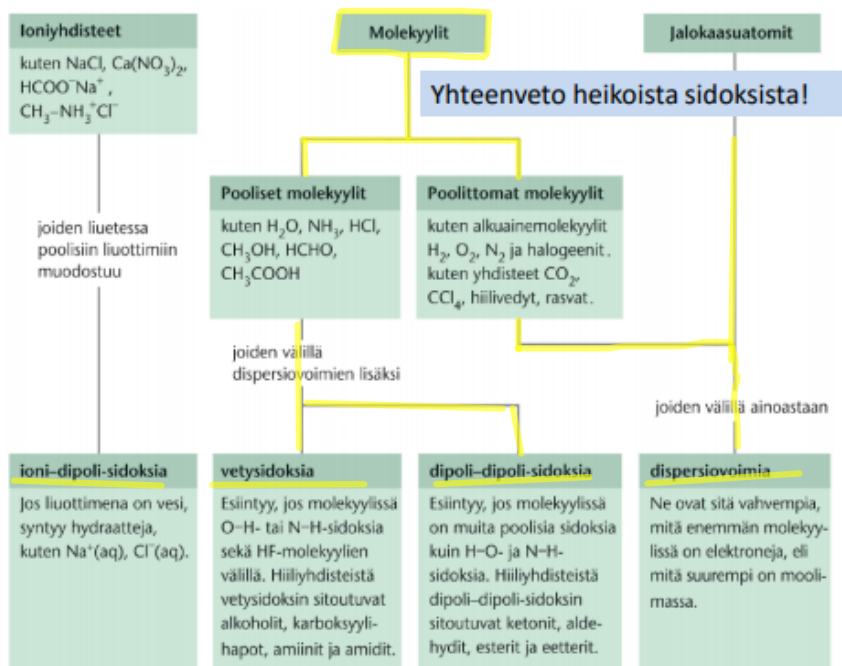 Ioniyhdisteet
kuten NaCl, Ca(NO₃)₂,
HCOO⁻Na⁺ ,
CH₃–NH₃⁺Cl⁻
Molekyylit
Jalokaasuatomit
Yhteenveto heikoista sidoksista!
joiden liuetessa
poolisiin liuottimiin
muodostuu
Pooliset molekyylit
kuten H₂O, NH₃, HCl,
CH₃OH, HCHO,
CH₃COOH
Poolittomat molekyylit
kuten alkuainemolekyylit
H₂, O₂, N₂ ja halogeenit.
kuten yhdisteet CO₂,
CCl₄, hiilivedyt, rasvat.
joiden välillä
dispersiovoimien lisäksi
joiden välillä ainoastaan
ioni–dipoli-sidoksia
Jos liuottimena on vesi,
syntyy hydraatteja,
kuten Na⁺(aq), Cl⁻(aq).
vetysidoksia
Esiintyy, jos molekyylissä
O–H- tai N–H-sidoksia
sekä HF-molekyylien
välillä. Hiiliyhdisteistä
vetysidoksin sitoutuvat
alkoholit, karboksyyli-
hapot, amiinit ja amidit.
dipoli–dipoli-sidoksia
Esiintyy, jos molekyylissä
on muita poolisia sidoksia
kuin H–O- ja N–H-
sidoksia. Hiiliyhdisteistä
dipoli–dipoli-sidoksin
sitoutuvat ketonit, alde-
hydit, esterit ja eetterit.
dispersiovoimia
Ne ovat sitä vahvempia,
mitä enemmän molekyy-
lissä on elektroneja, eli
mitä suurempi on mooli-
massa.